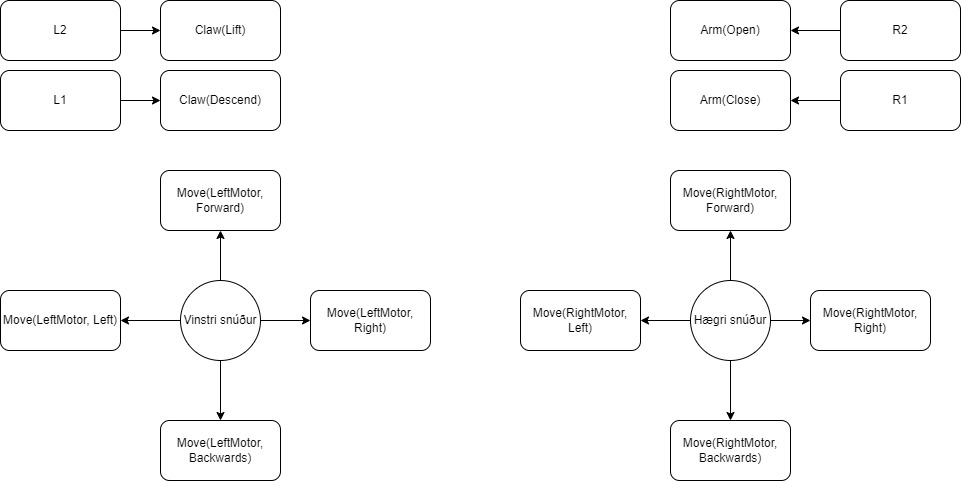 L2
Claw(Lift)
Arm(Open)
R2
L1
Claw(Descend)
Arm(Close)
R1
Move(LeftMotor,
Forward)
Move(RightMotor,
Forward)
Move(LeftMotor, Left)
Vinstri snúður
Move(LeftMotor,
Right)
Move(RightMotor,
Left)
Hægri snúður
Move(RightMotor,
Right)
Move(LeftMotor,
Backwards)
Move(RightMotor,
Backwards)